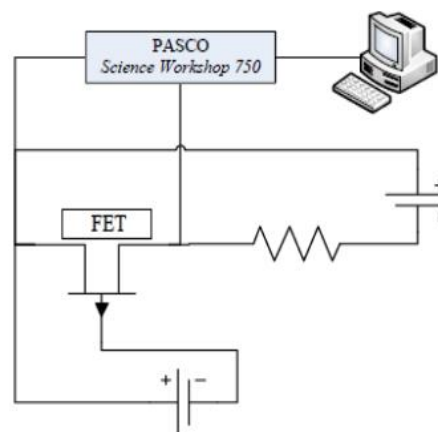 PASCO
Science Workshop 750
FET
+
+ −